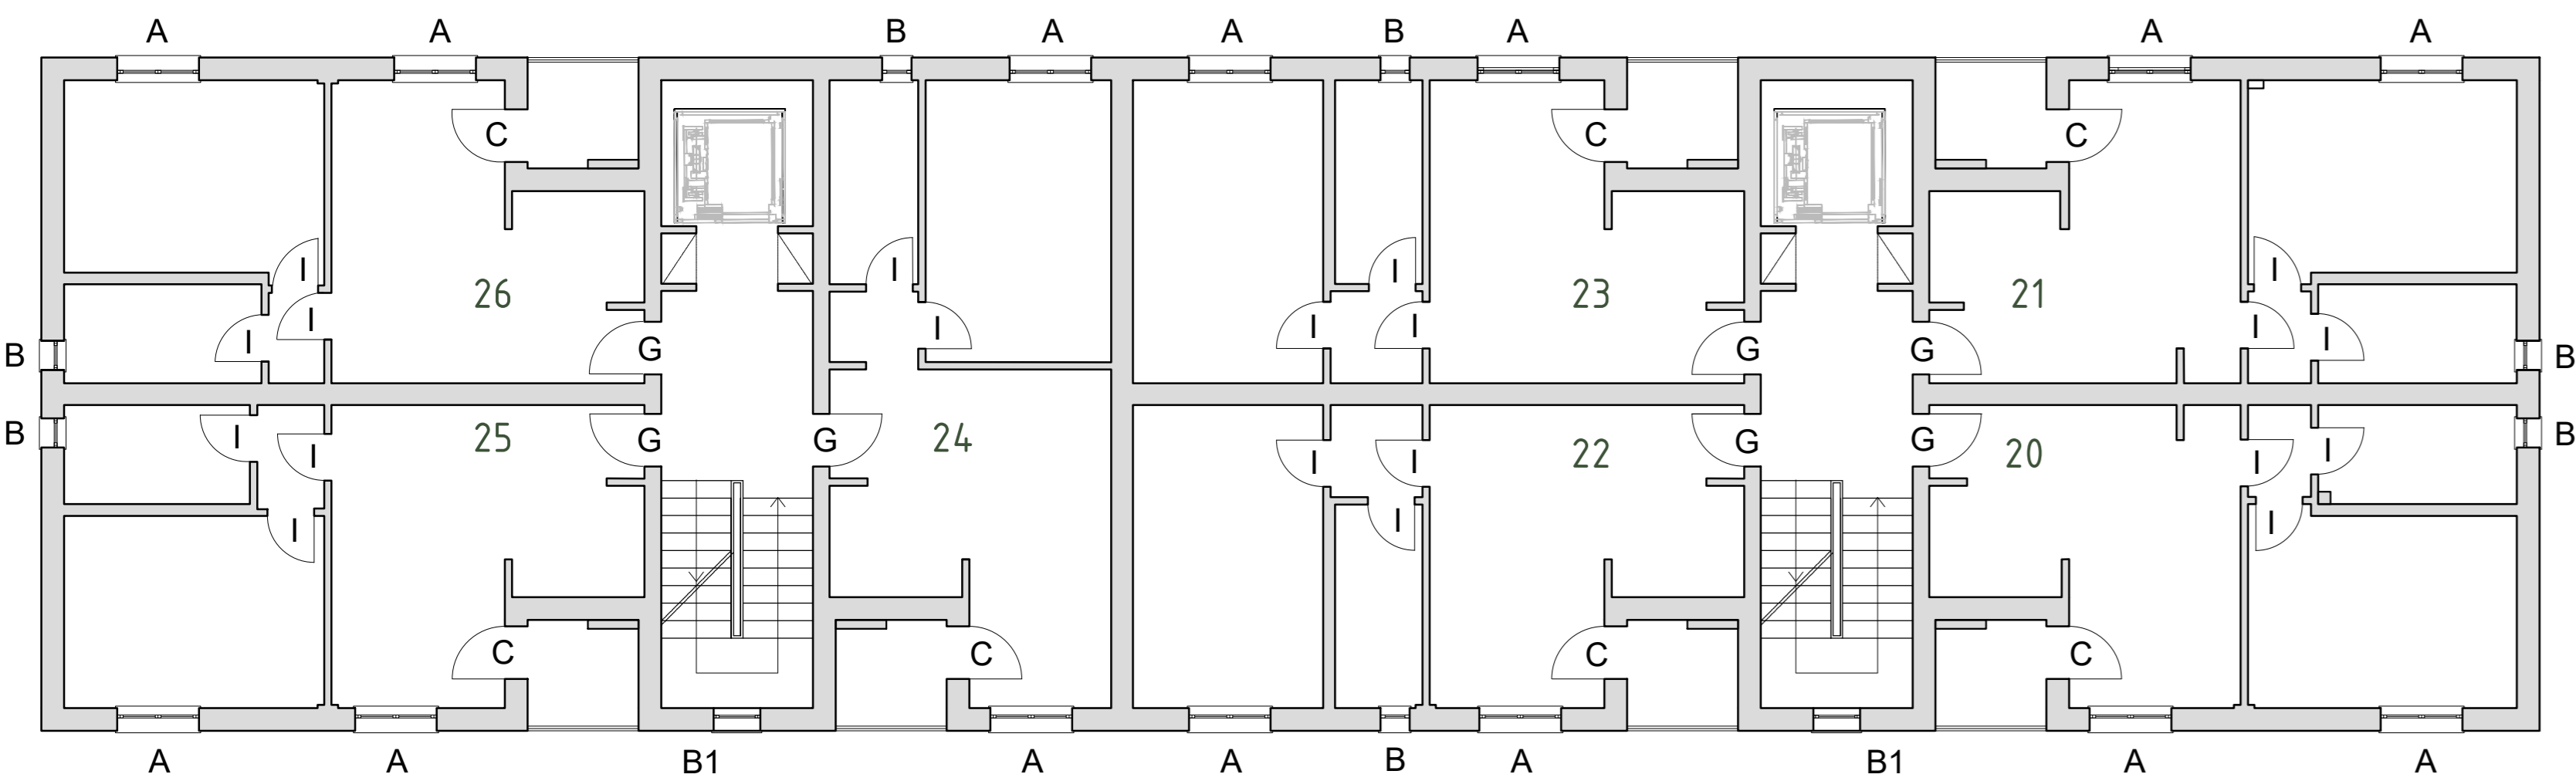 A A B A A B A A A
C C C
I I I
26 23 21
I I I I I I
I I
G G G
B B
B B
25 24 22 20
G G G G
I I I I I I
I I I
C C C C
A A B1 A A B A B1 A A